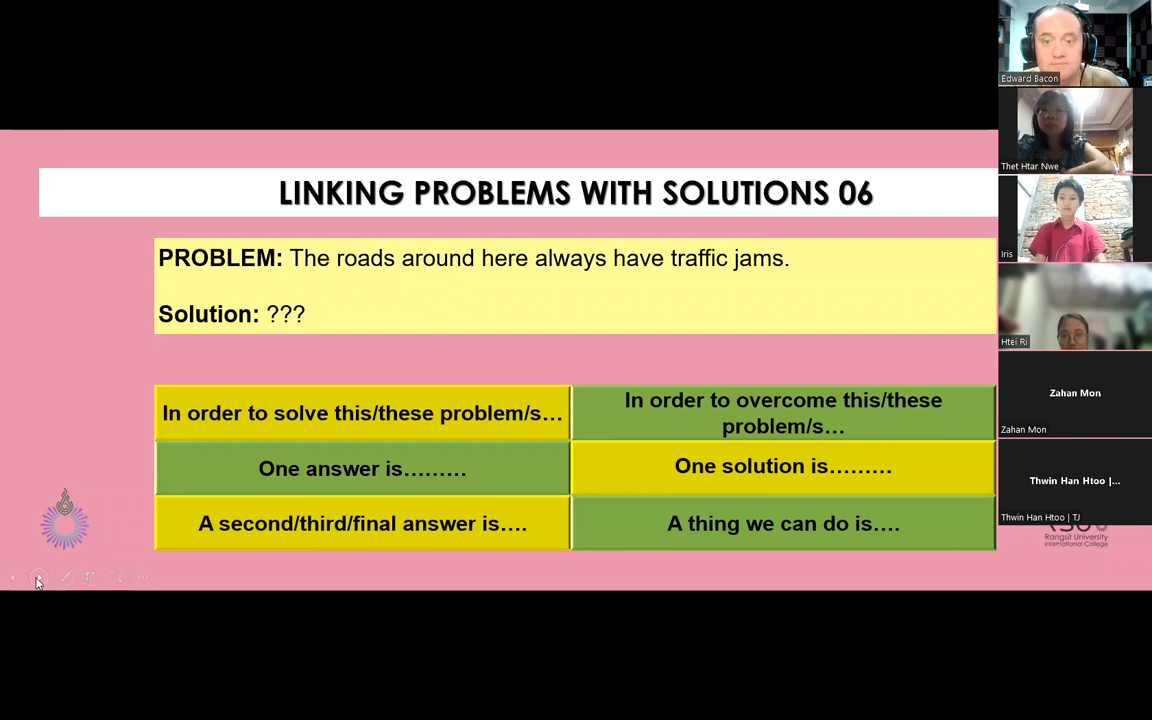 LINKING PROBLEMS WITH SOLUTIONS 06
PROBLEM: The roads around here always have traffic jams.
Solution: ???
In order to solve this/these problem/s…
In order to overcome this/these
problem/s…
One answer is………
One solution is………
A second/third/final answer is….
A thing we can do is….
Rangsit University
International College
Edward Bacon
Thet Htar Nwe
Iris
Htei Ri
Zahan Mon
Zahan Mon
Thwin Han Htoo |...
Thwin Han Htoo | TJ